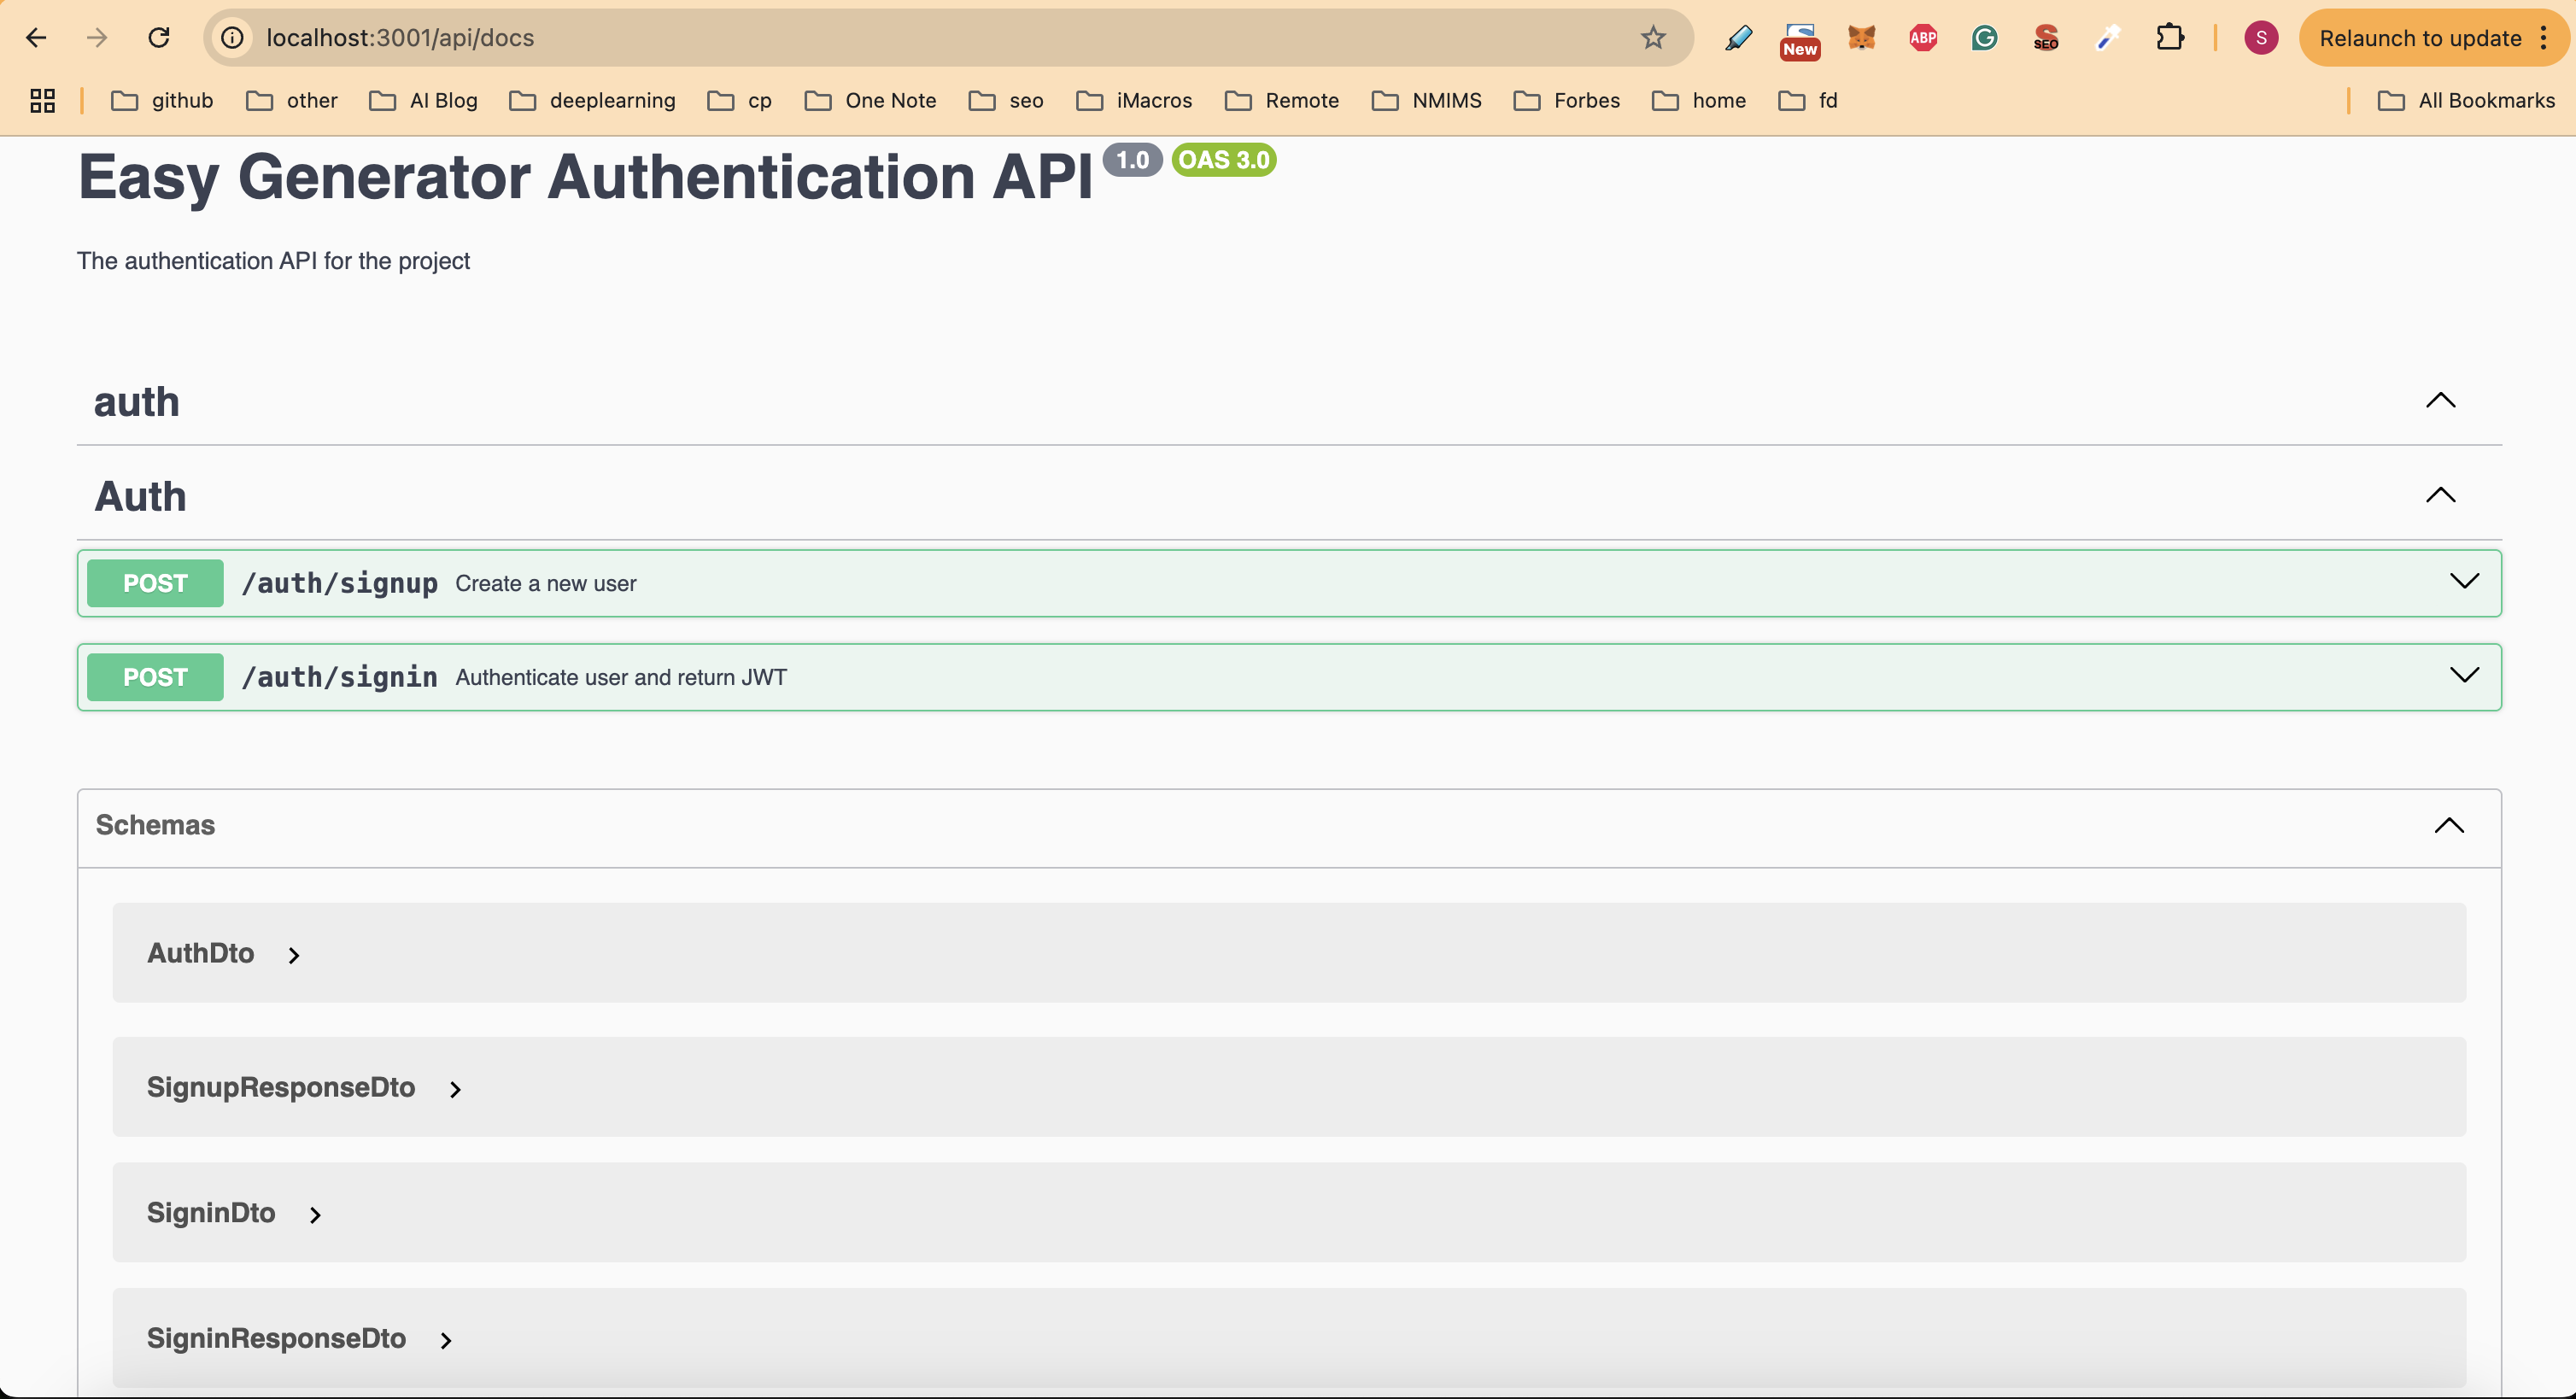 localhost:3001/api/docs
New
ABP
SEO
S
Relaunch to update
github other AI Blog deeplearning cp One Note seo iMacros Remote NMIMS Forbes home fd All Bookmarks
Easy Generator Authentication API 1.0 OAS 3.0
The authentication API for the project
auth
Auth
POST /auth/signup Create a new user
POST /auth/signin Authenticate user and return JWT
Schemas
AuthDto
SignupResponseDto
SigninDto
SigninResponseDto